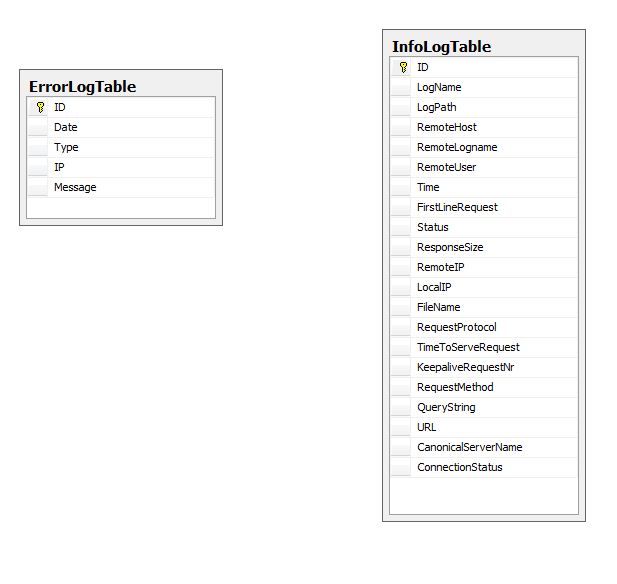 ErrorLogTable
ID
Date
Type
IP
Message
InfoLogTable
ID
LogName
LogPath
RemoteHost
RemoteLogname
RemoteUser
Time
FirstLineRequest
Status
ResponseSize
RemoteIP
LocalIP
FileName
RequestProtocol
TimeToServeRequest
KeepaliveRequestNr
RequestMethod
QueryString
URL
CanonicalServerName
ConnectionStatus